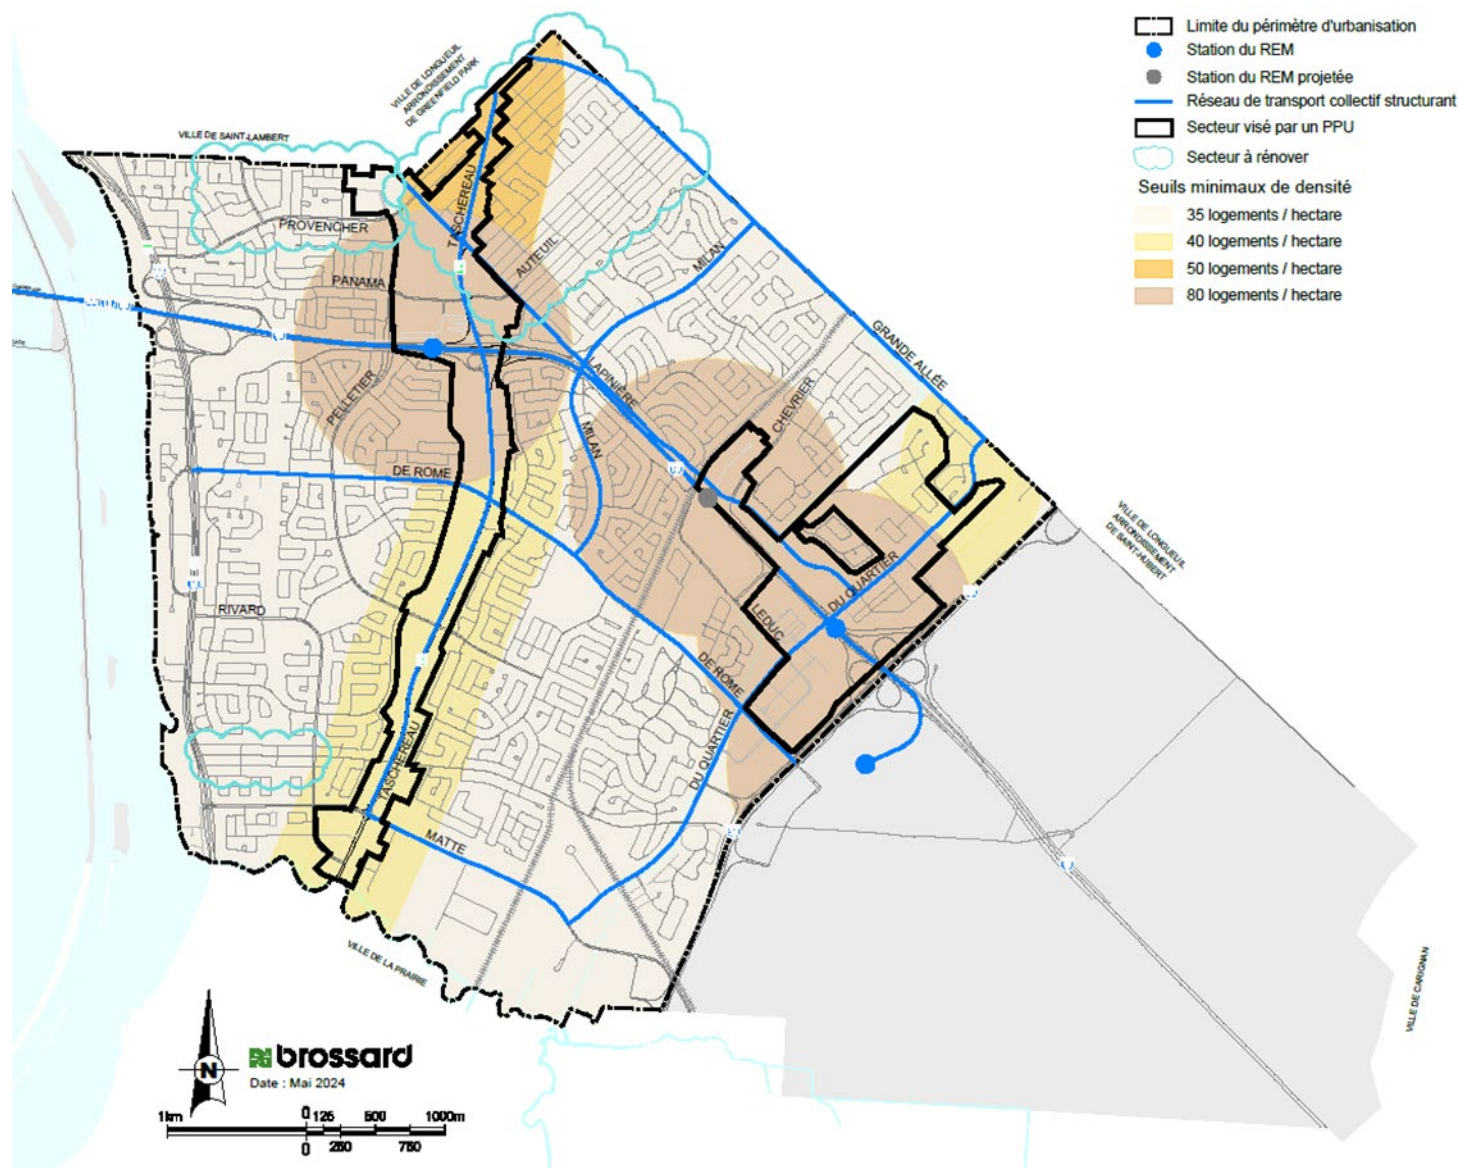 Limite du périmètre d'urbanisation
Station du REM
Station du REM projetée
Réseau de transport collectif structurant
Secteur visé par un PPU
Secteur à rénover
Seuils minimaux de densité
35 logements / hectare
40 logements / hectare
50 logements / hectare
80 logements / hectare
VILLE DE LONGUEUIL
ARRONDISSEMENT
DE GREENFIELD PARK
VILLE DE SAINT-LAMBERT
TASCHEREAU
PROVENCHER
AUTEUIL
MILAN
PANAMA
GRANDE ALLÉE
LAPINIÈRE
PELLETIER
CHEVRIER
MILAN
DE ROME
VILLE DE LONGUEUIL
ARRONDISSEMENT
DE SAINT-HUBERT
DU QUARTIER
RIVARD
LEDUC
DE ROME
DU QUARTIER
TASCHEREAU
MATTE
VILLE DE LA PRAIRIE
VILLE DE CARIGNAN
N
brossard
Date : Mai 2024
1km 0 125 500 1000m
0 250 750